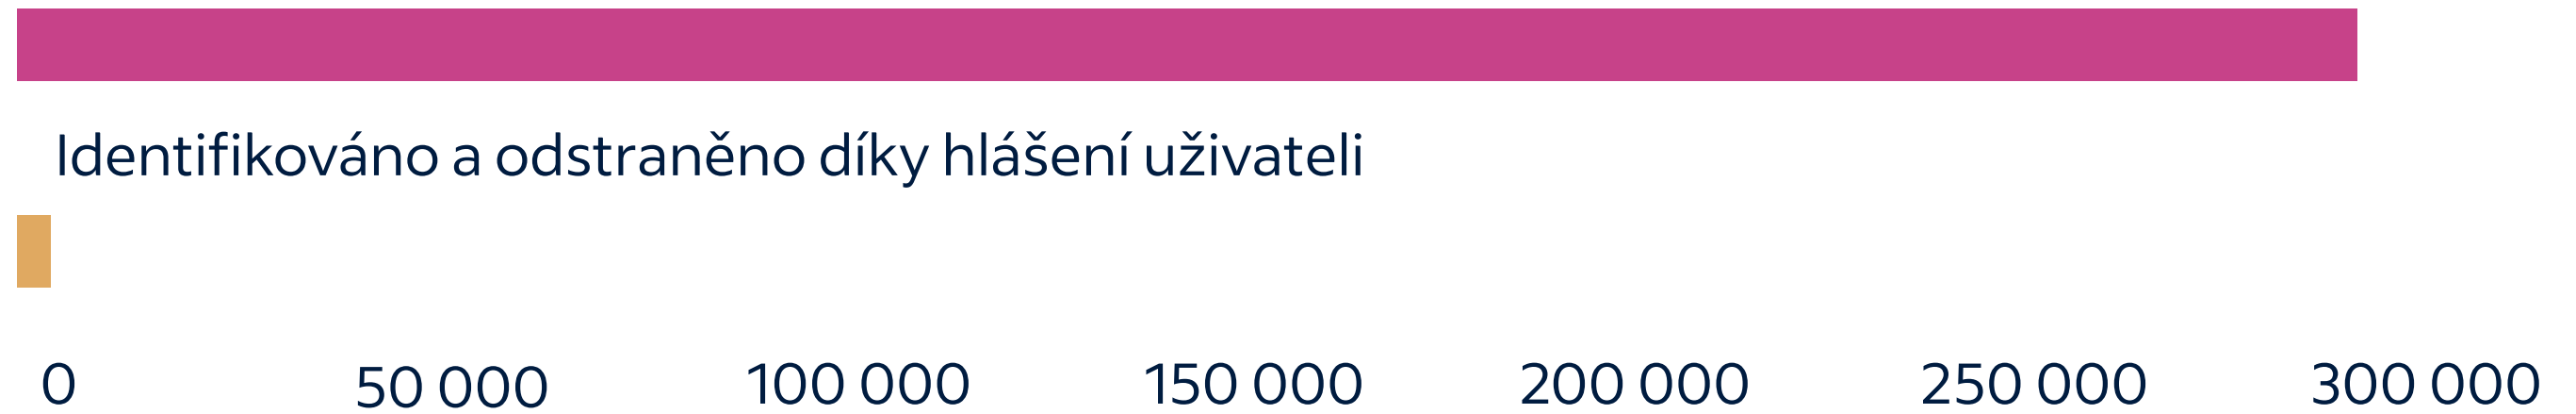 Identifikováno a odstraněno díky hlášení uživateli
0 50 000 100 000 150 000 200 000 250 000 300 000